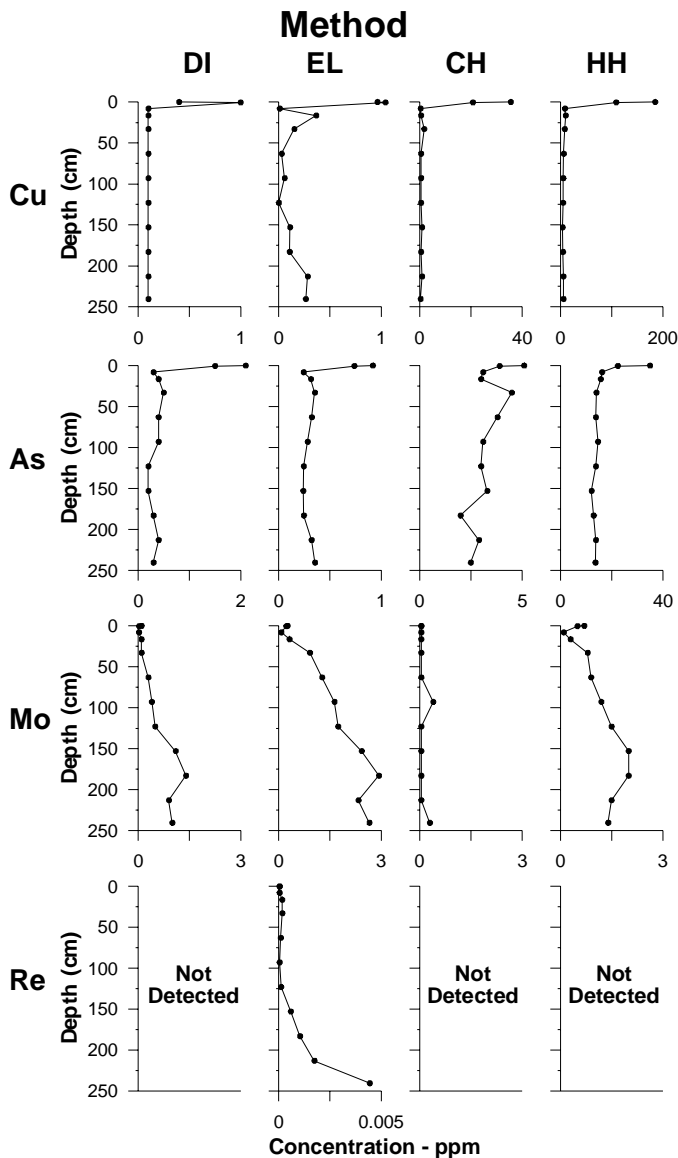 Method
DI EL CH HH
Cu
Depth (cm)
0
50
100
150
200
250
0 1 0 1 0 40 0 200
As
Depth (cm)
0
50
100
150
200
250
0 2 0 1 0 5 0 40
Mo
Depth (cm)
0
50
100
150
200
250
0 3 0 3 0 3 0 3
Re
Depth (cm)
0
50
100
150
200
250
Not
Detected
Not
Detected
Not
Detected
0 0.005
Concentration - ppm